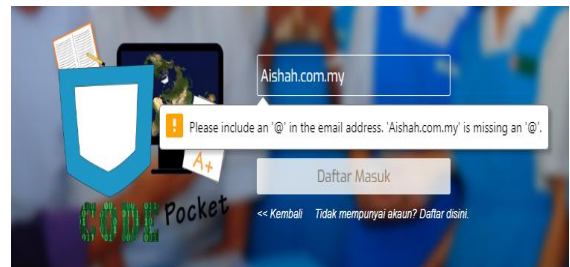 Aishah.com.my
Please include an '@' in the email address. 'Aishah.com.my' is missing an '@'.
A+
Daftar Masuk
CODE Pocket
<< Kembali Tidak mempunyai akaun? Daftar disini.